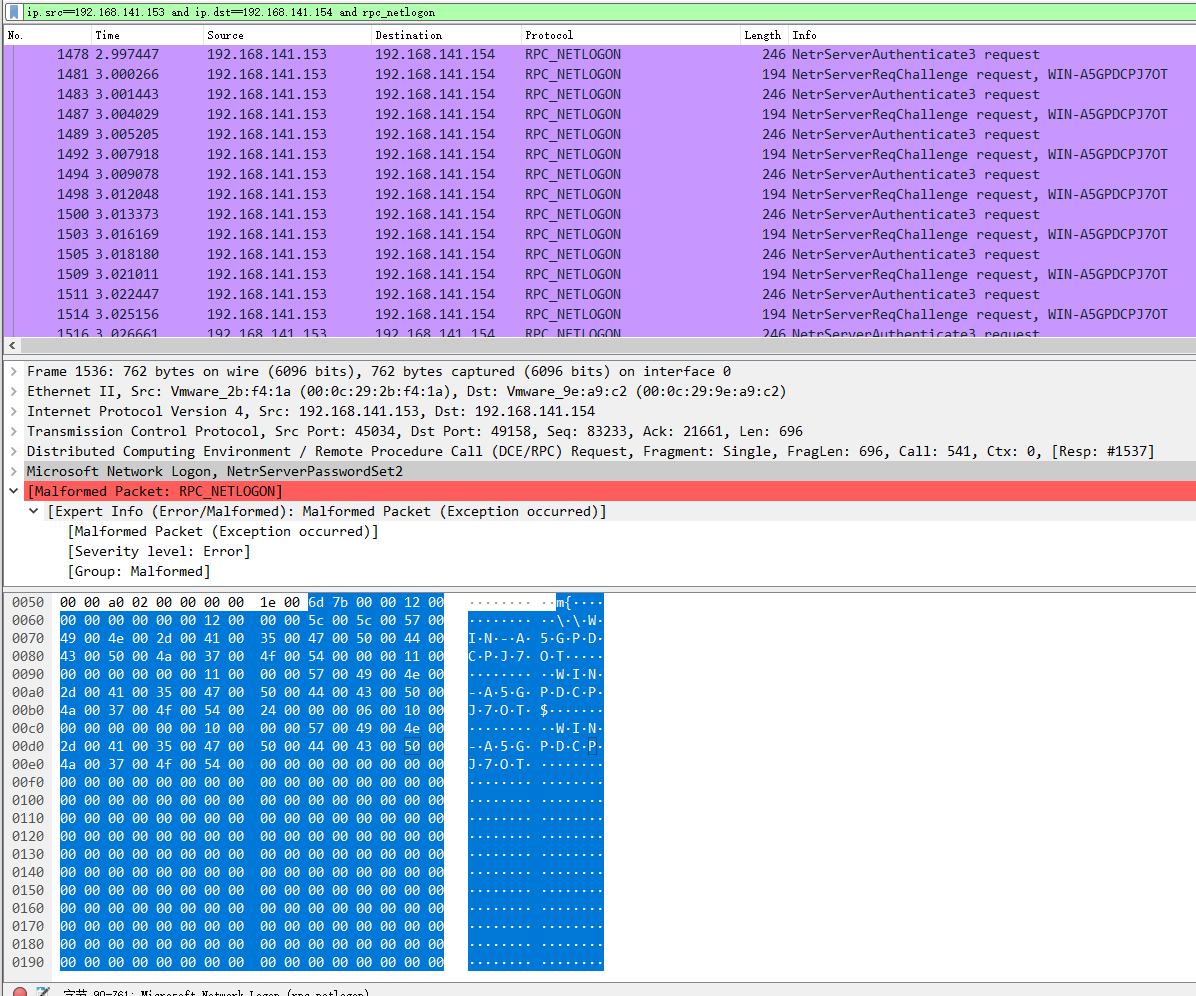 ip.src==192.168.141.153 and ip.dst==192.168.141.154 and rpc_netlogon
No. Time Source Destination Protocol Length Info
1478 2.997447 192.168.141.153 192.168.141.154 RPC_NETLOGON 246 NetrServerAuthenticate3 request
1481 3.000266 192.168.141.153 192.168.141.154 RPC_NETLOGON 194 NetrServerReqChallenge request, WIN-A5GPDCPJ7OT
1483 3.001443 192.168.141.153 192.168.141.154 RPC_NETLOGON 246 NetrServerAuthenticate3 request
1487 3.004029 192.168.141.153 192.168.141.154 RPC_NETLOGON 194 NetrServerReqChallenge request, WIN-A5GPDCPJ7OT
1489 3.005205 192.168.141.153 192.168.141.154 RPC_NETLOGON 246 NetrServerAuthenticate3 request
1492 3.007918 192.168.141.153 192.168.141.154 RPC_NETLOGON 194 NetrServerReqChallenge request, WIN-A5GPDCPJ7OT
1494 3.009078 192.168.141.153 192.168.141.154 RPC_NETLOGON 246 NetrServerAuthenticate3 request
1498 3.012048 192.168.141.153 192.168.141.154 RPC_NETLOGON 194 NetrServerReqChallenge request, WIN-A5GPDCPJ7OT
1500 3.013373 192.168.141.153 192.168.141.154 RPC_NETLOGON 246 NetrServerAuthenticate3 request
1503 3.016169 192.168.141.153 192.168.141.154 RPC_NETLOGON 194 NetrServerReqChallenge request, WIN-A5GPDCPJ7OT
1505 3.018180 192.168.141.153 192.168.141.154 RPC_NETLOGON 246 NetrServerAuthenticate3 request
1509 3.021011 192.168.141.153 192.168.141.154 RPC_NETLOGON 194 NetrServerReqChallenge request, WIN-A5GPDCPJ7OT
1511 3.022447 192.168.141.153 192.168.141.154 RPC_NETLOGON 246 NetrServerAuthenticate3 request
1514 3.025156 192.168.141.153 192.168.141.154 RPC_NETLOGON 194 NetrServerReqChallenge request, WIN-A5GPDCPJ7OT
1516 3.026661 192.168.141.153 192.168.141.154 RPC_NETLOGON 246 NetrServerAuthenticate3 request
Frame 1536: 762 bytes on wire (6096 bits), 762 bytes captured (6096 bits) on interface 0
Ethernet II, Src: Vmware_2b:f4:1a (00:0c:29:2b:f4:1a), Dst: Vmware_9e:a9:c2 (00:0c:29:9e:a9:c2)
Internet Protocol Version 4, Src: 192.168.141.153, Dst: 192.168.141.154
Transmission Control Protocol, Src Port: 45034, Dst Port: 49158, Seq: 83233, Ack: 21661, Len: 696
Distributed Computing Environment / Remote Procedure Call (DCE/RPC) Request, Fragment: Single, FragLen: 696, Call: 541, Ctx: 0, [Resp: #1537]
Microsoft Network Logon, NetrServerPasswordSet2
[Malformed Packet: RPC_NETLOGON]
[Expert Info (Error/Malformed): Malformed Packet (Exception occurred)]
[Malformed Packet (Exception occurred)]
[Severity level: Error]
[Group: Malformed]
0050 00 00 a0 02 00 00 00 00 1e 00 6d 7b 00 00 12 00 ········ ··m{····
0060 00 00 00 00 00 00 12 00 00 00 5c 00 5c 00 57 00 ········ ··\·\·W·
0070 49 00 4e 00 2d 00 41 00 35 00 47 00 50 00 44 00 I·N·-·A· 5·G·P·D·
0080 43 00 50 00 4a 00 37 00 4f 00 54 00 00 00 11 00 C·P·J·7· O·T·····
0090 00 00 00 00 00 00 11 00 00 00 57 00 49 00 4e 00 ········ ··W·I·N·
00a0 2d 00 41 00 35 00 47 00 50 00 44 00 43 00 50 00 -·A·5·G· P·D·C·P·
00b0 4a 00 37 00 4f 00 54 00 24 00 00 00 06 00 10 00 J·7·O·T· $·······
00c0 00 00 00 00 00 00 10 00 00 00 57 00 49 00 4e 00 ········ ··W·I·N·
00d0 2d 00 41 00 35 00 47 00 50 00 44 00 43 00 50 00 -·A·5·G· P·D·C·P·
00e0 4a 00 37 00 4f 00 54 00 00 00 00 00 00 00 00 00 J·7·O·T· ········
00f0 00 00 00 00 00 00 00 00 00 00 00 00 00 00 00 00 ········ ········
0100 00 00 00 00 00 00 00 00 00 00 00 00 00 00 00 00 ········ ········
0110 00 00 00 00 00 00 00 00 00 00 00 00 00 00 00 00 ········ ········
0120 00 00 00 00 00 00 00 00 00 00 00 00 00 00 00 00 ········ ········
0130 00 00 00 00 00 00 00 00 00 00 00 00 00 00 00 00 ········ ········
0140 00 00 00 00 00 00 00 00 00 00 00 00 00 00 00 00 ········ ········
0150 00 00 00 00 00 00 00 00 00 00 00 00 00 00 00 00 ········ ········
0160 00 00 00 00 00 00 00 00 00 00 00 00 00 00 00 00 ········ ········
0170 00 00 00 00 00 00 00 00 00 00 00 00 00 00 00 00 ········ ········
0180 00 00 00 00 00 00 00 00 00 00 00 00 00 00 00 00 ········ ········
0190 00 00 00 00 00 00 00 00 00 00 00 00 00 00 00 00 ········ ········
字节 90-761: Microsoft Network Logon (rpc_netlogon)